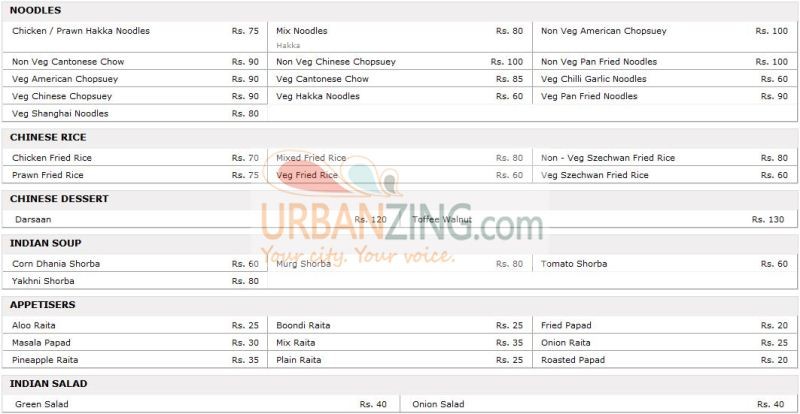 NOODLES
Chicken / Prawn Hakka Noodles Rs. 75 Mix Noodles Rs. 80 Non Veg American Chopsuey Rs. 100
Hakka
Non Veg Cantonese Chow Rs. 90 Non Veg Chinese Chopsuey Rs. 100 Non Veg Pan Fried Noodles Rs. 100
Veg American Chopsuey Rs. 90 Veg Cantonese Chow Rs. 85 Veg Chilli Garlic Noodles Rs. 60
Veg Chinese Chopsuey Rs. 90 Veg Hakka Noodles Rs. 60 Veg Pan Fried Noodles Rs. 90
Veg Shanghai Noodles Rs. 80
CHINESE RICE
Chicken Fried Rice Rs. 70 Mixed Fried Rice Rs. 80 Non - Veg Szechwan Fried Rice Rs. 80
Prawn Fried Rice Rs. 75 Veg Fried Rice Rs. 60 Veg Szechwan Fried Rice Rs. 60
CHINESE DESSERT
Darsaan Rs. 120 Toffee Walnut Rs. 130
URBANZING.com
INDIAN SOUP
Your city. Your voice.
Corn Dhania Shorba Rs. 60 Murg Shorba Rs. 80 Tomato Shorba Rs. 60
Yakhni Shorba Rs. 80
APPETISERS
Aloo Raita Rs. 25 Boondi Raita Rs. 25 Fried Papad Rs. 20
Masala Papad Rs. 30 Mix Raita Rs. 35 Onion Raita Rs. 25
Pineapple Raita Rs. 35 Plain Raita Rs. 25 Roasted Papad Rs. 20
INDIAN SALAD
Green Salad Rs. 40 Onion Salad Rs. 40